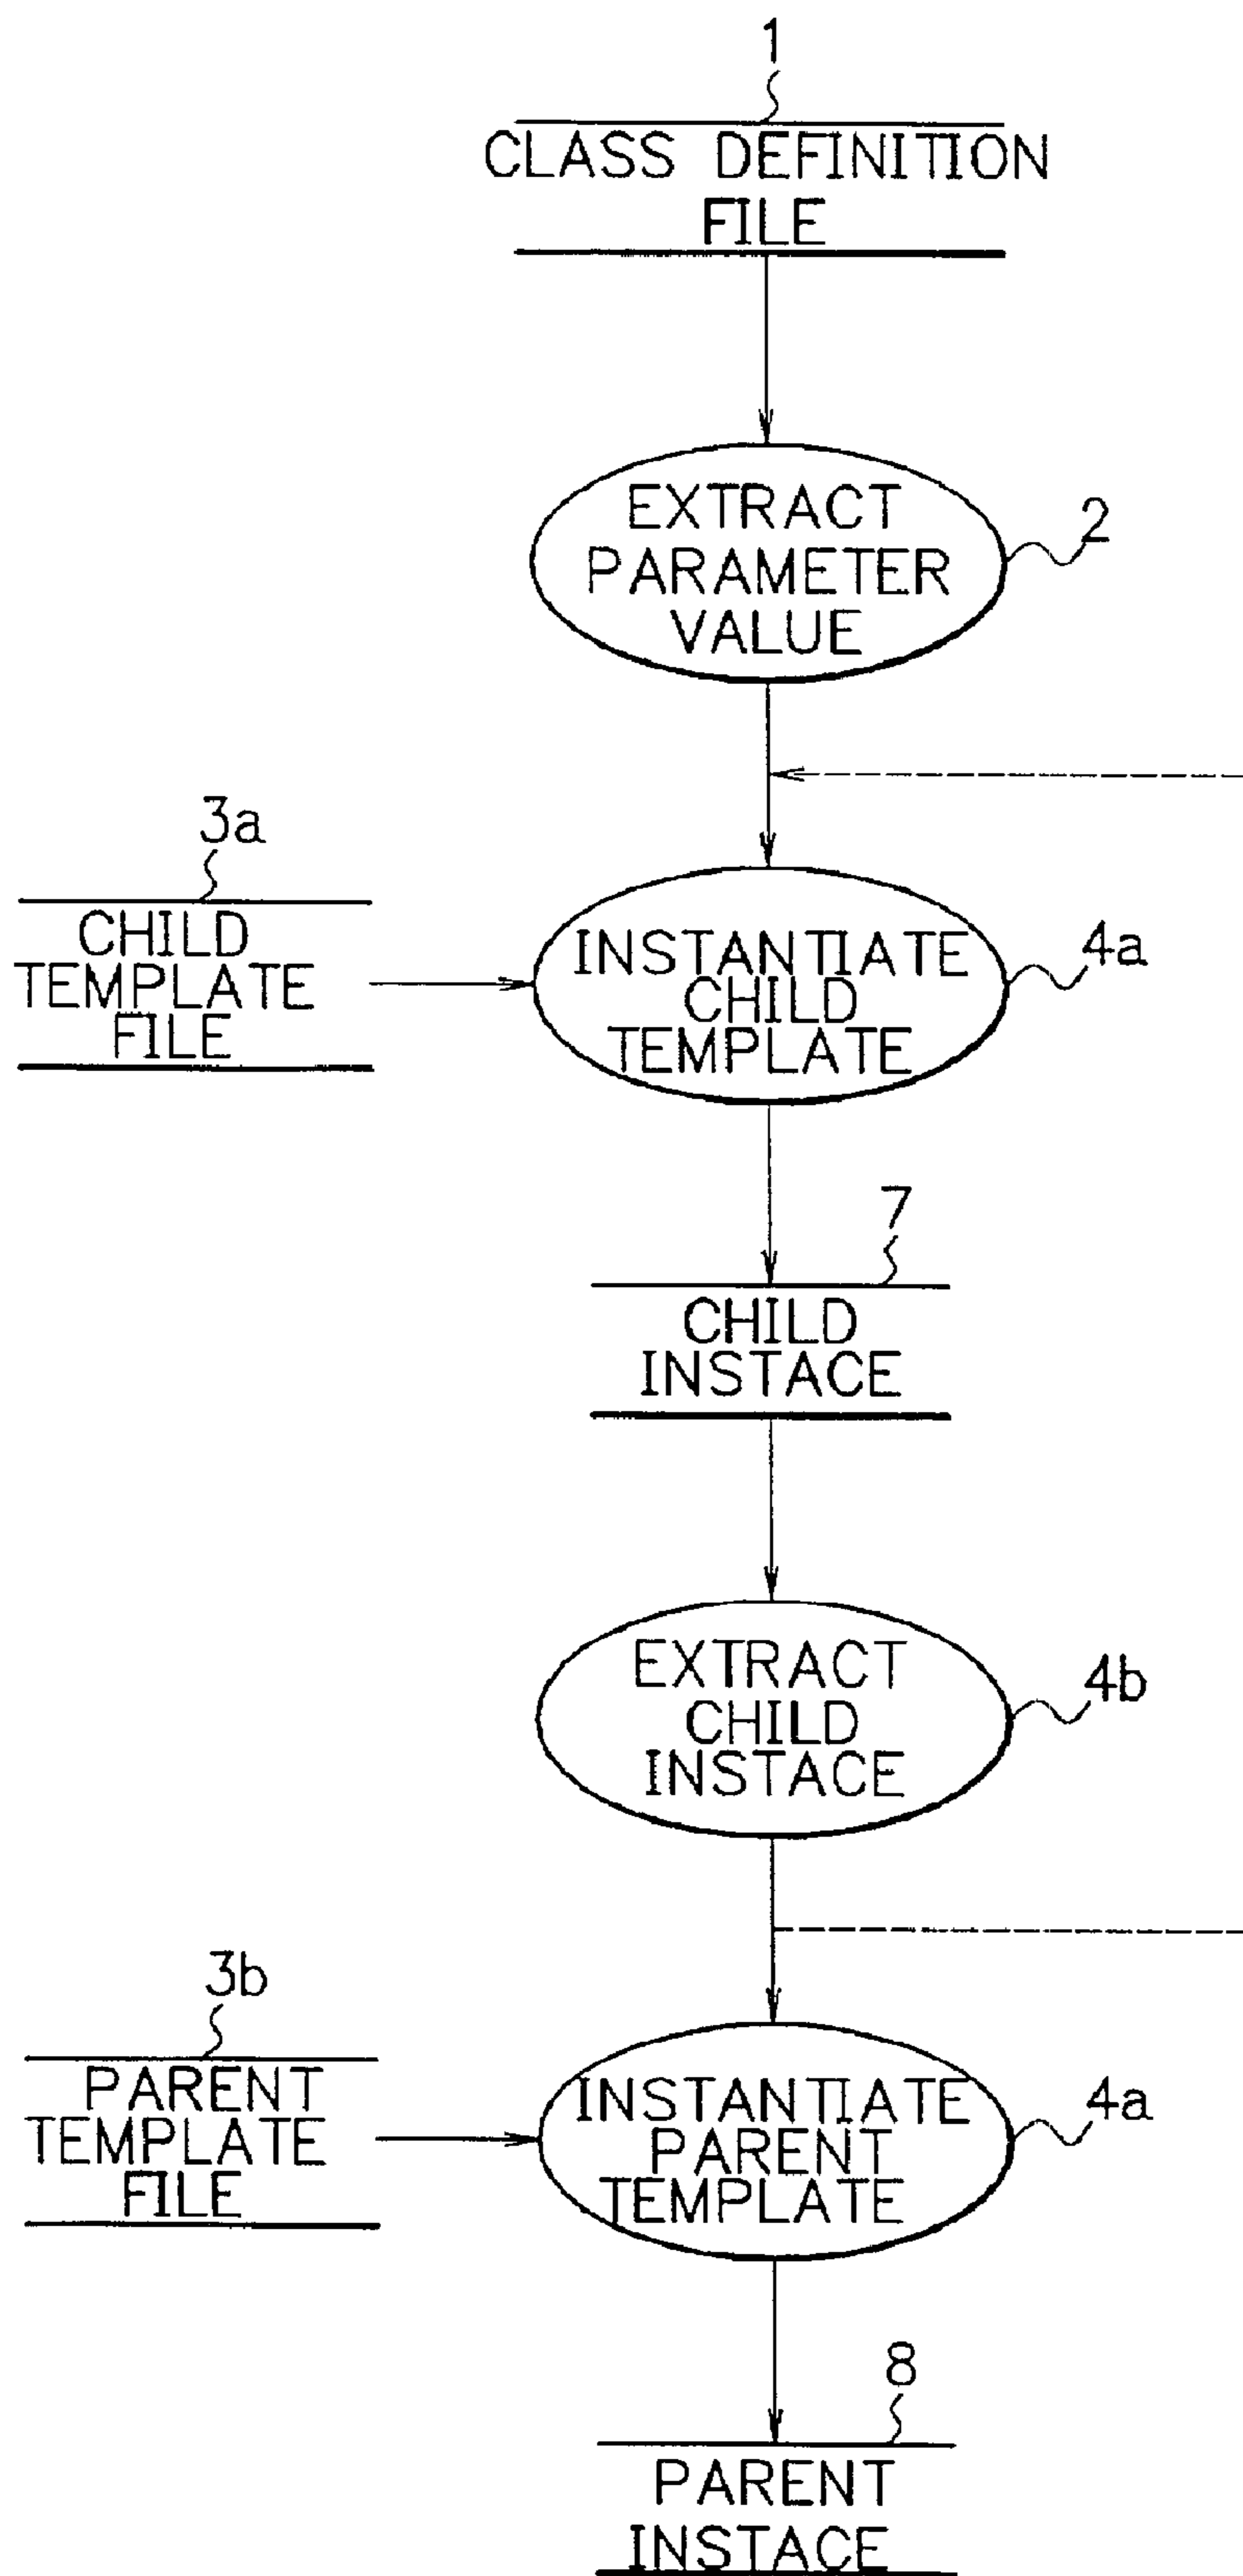 1
CLASS DEFINITION
FILE
EXTRACT
PARAMETER
VALUE
2
3a
CHILD
TEMPLATE
FILE
INSTANTIATE
CHILD
TEMPLATE
4a
7
CHILD
INSTACE
EXTRACT
CHILD
INSTACE
4b
3b
PARENT
TEMPLATE
FILE
INSTANTIATE
PARENT
TEMPLATE
4a
8
PARENT
INSTACE